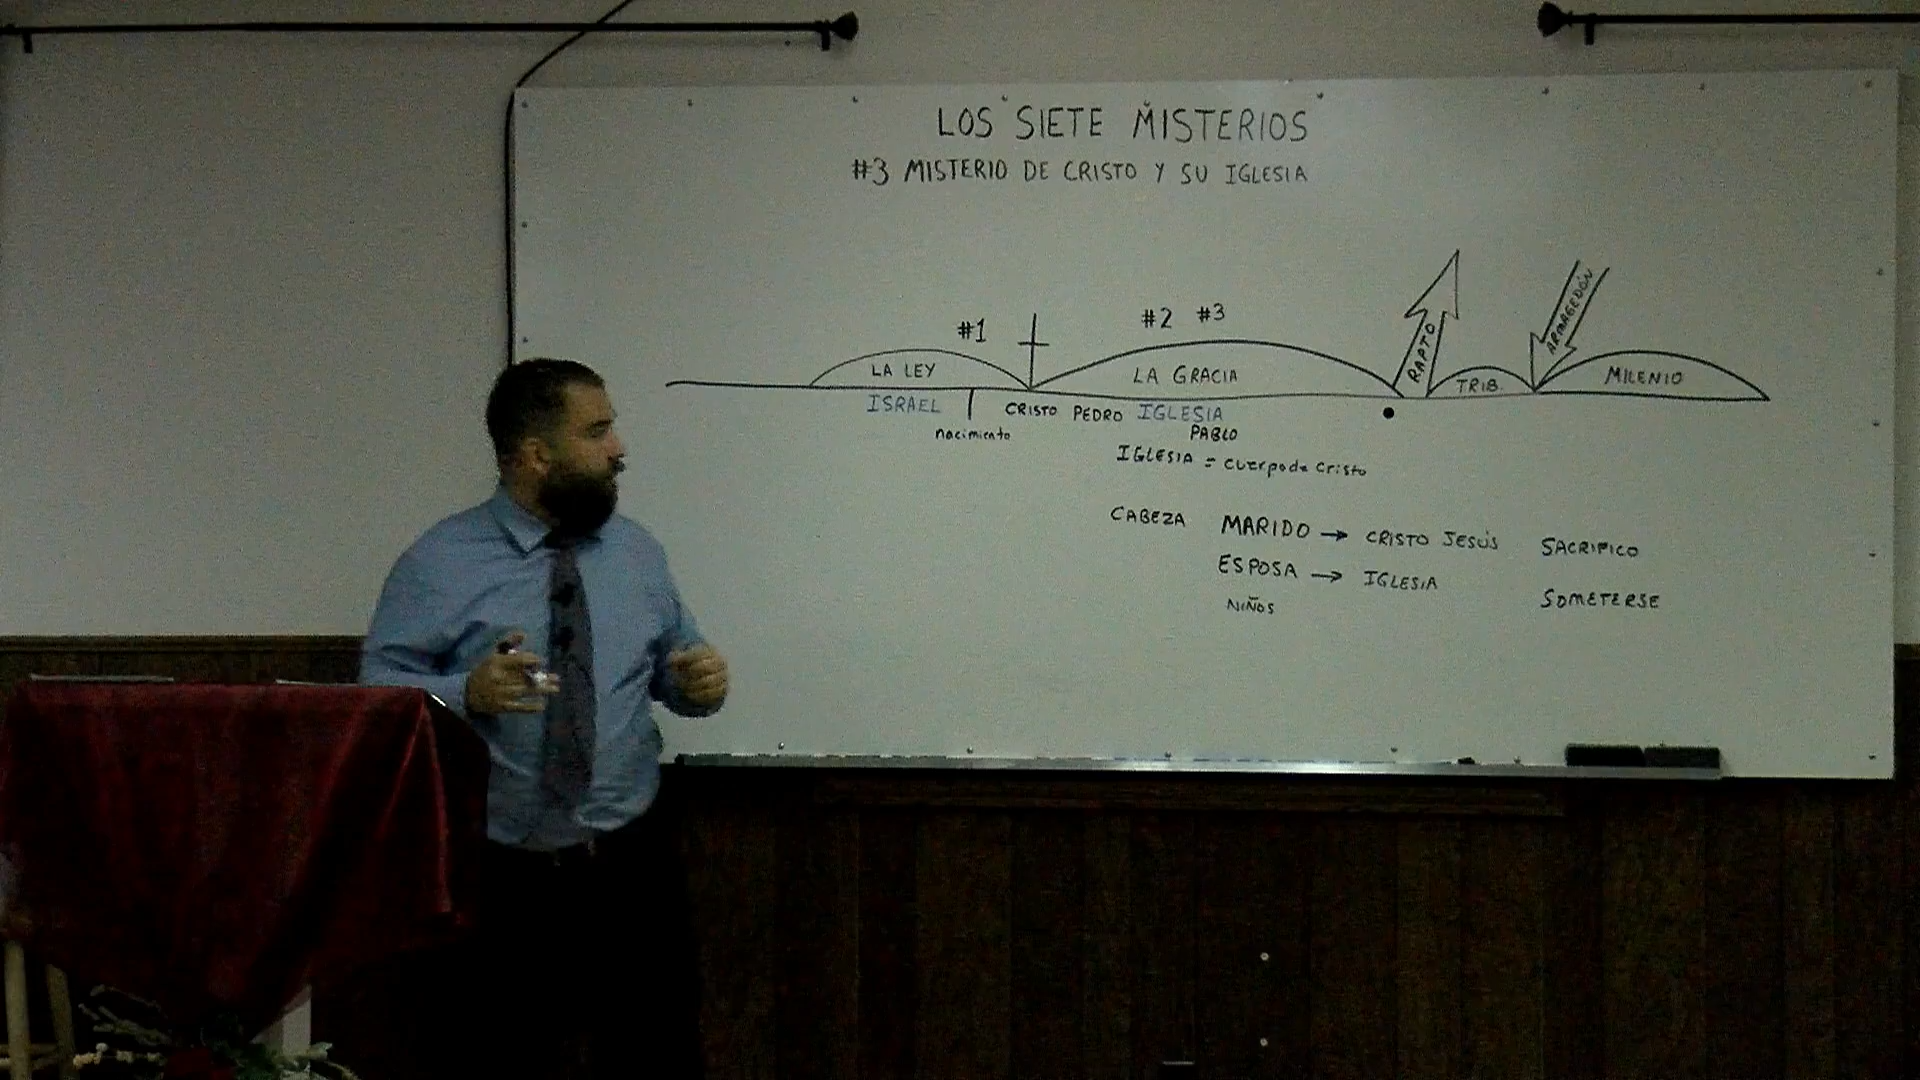 LOS SIETE MISTERIOS
#3 MISTERIO DE CRISTO Y SU IGLESIA
#1
#2 #3
LA LEY
LA GRACIA
RAPTO
TRIB.
ARMAGEDÓN
MILENIO
ISRAEL
nacimiento
CRISTO PEDRO IGLESIA
PABLO
IGLESIA = cuerpo de Cristo
CABEZA MARIDO → CRISTO JESÚS SACRIFICO
ESPOSA → IGLESIA SOMETERSE
NIÑOS